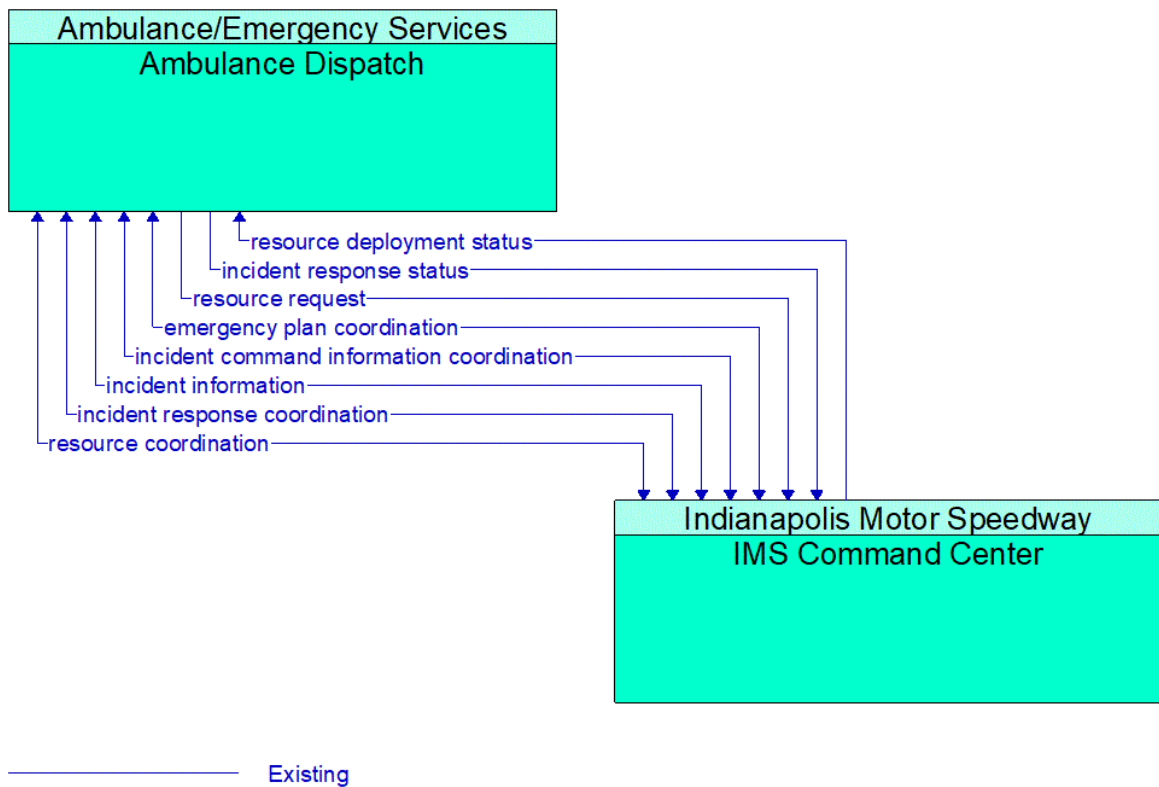 Ambulance/Emergency Services
Ambulance Dispatch
resource deployment status
incident response status
resource request
emergency plan coordination
incident command information coordination
incident information
incident response coordination
resource coordination
Indianapolis Motor Speedway
IMS Command Center
Existing